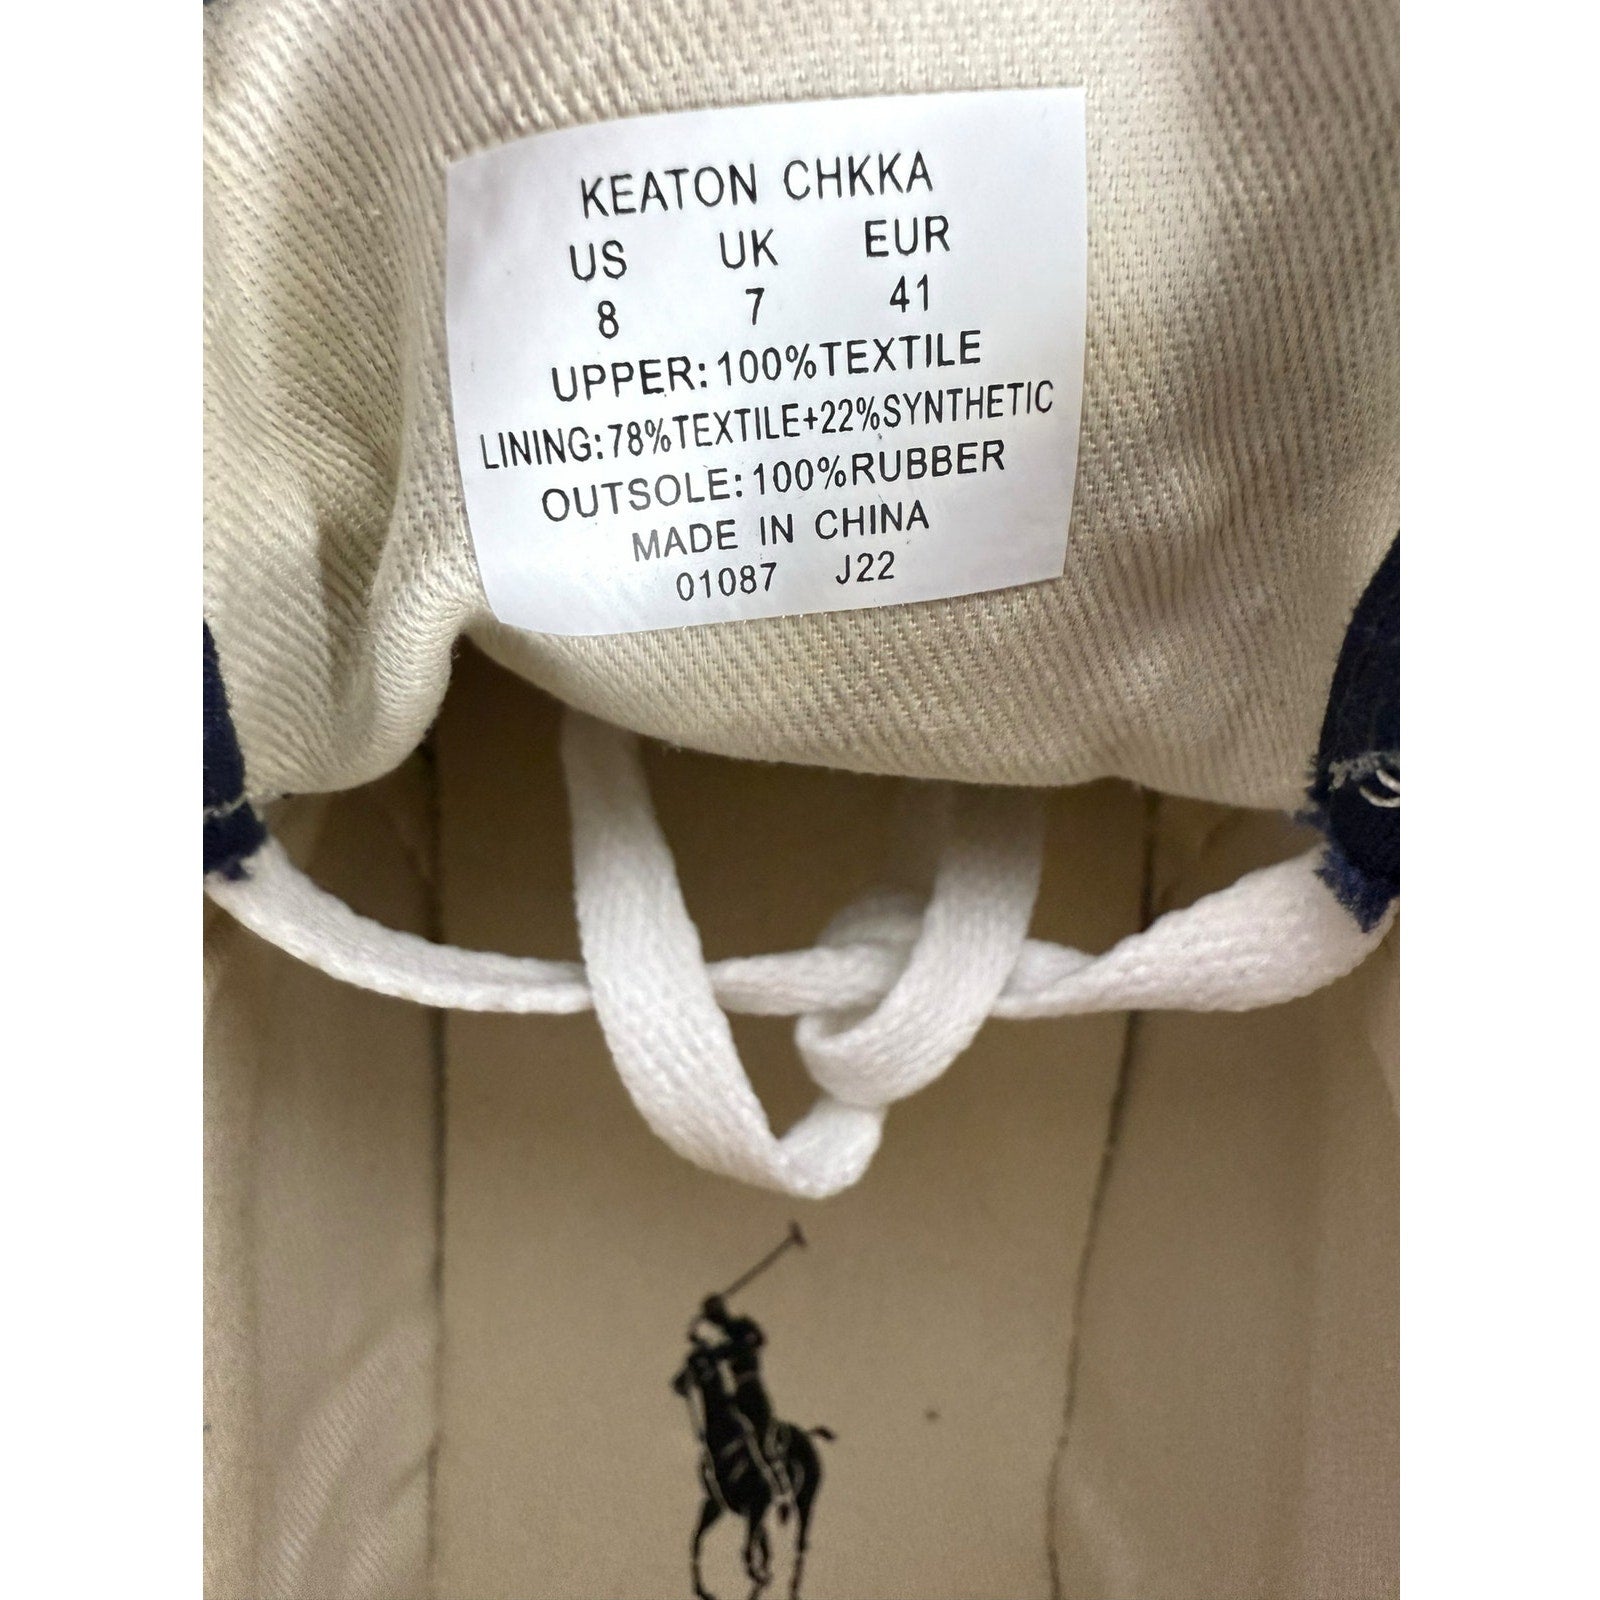 KEATON CHKKA
US UK EUR
8 7 41
UPPER:100%TEXTILE
LINING:78%TEXTILE+22%SYNTHETIC
OUTSOLE:100%RUBBER
MADE IN CHINA
01087 J22